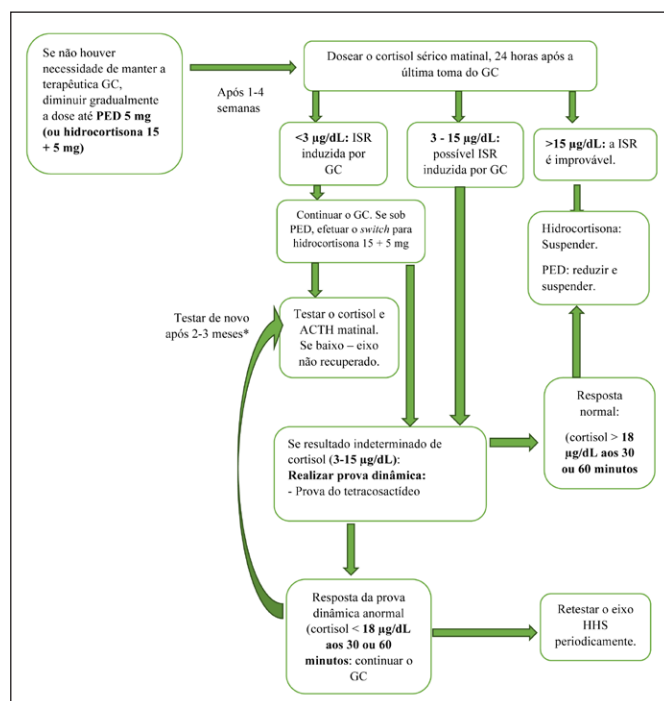 Se não houver
necessidade de manter a
terapêutica GC,
diminuir gradualmente
a dose até PED 5 mg
(ou hidrocortisona 15
+ 5 mg)
Após 1-4
semanas
Dosear o cortisol sérico matinal, 24 horas após a
última toma do GC
<3 µg/dL: ISR
induzida por
GC
3 - 15 µg/dL:
possível ISR
induzida por GC
>15 µg/dL: a ISR
é improvável.
Continuar o GC. Se sob
PED, efetuar o switch para
hidrocortisona 15 + 5 mg
Hidrocortisona:
Suspender.
PED: reduzir e
suspender.
Testar de novo
após 2-3 meses*
Testar o cortisol e
ACTH matinal.
Se baixo – eixo
não recuperado.
Resposta
normal:
(cortisol > 18
µg/dL aos 30
ou 60 minutos
Se resultado indeterminado de
cortisol (3-15 µg/dL):
Realizar prova dinâmica:
- Prova do tetracosactídeo
Resposta da prova
dinâmica anormal
(cortisol < 18 µg/dL
aos 30 ou 60
minutos: continuar o
GC
Retestar o eixo
HHS
periodicamente.